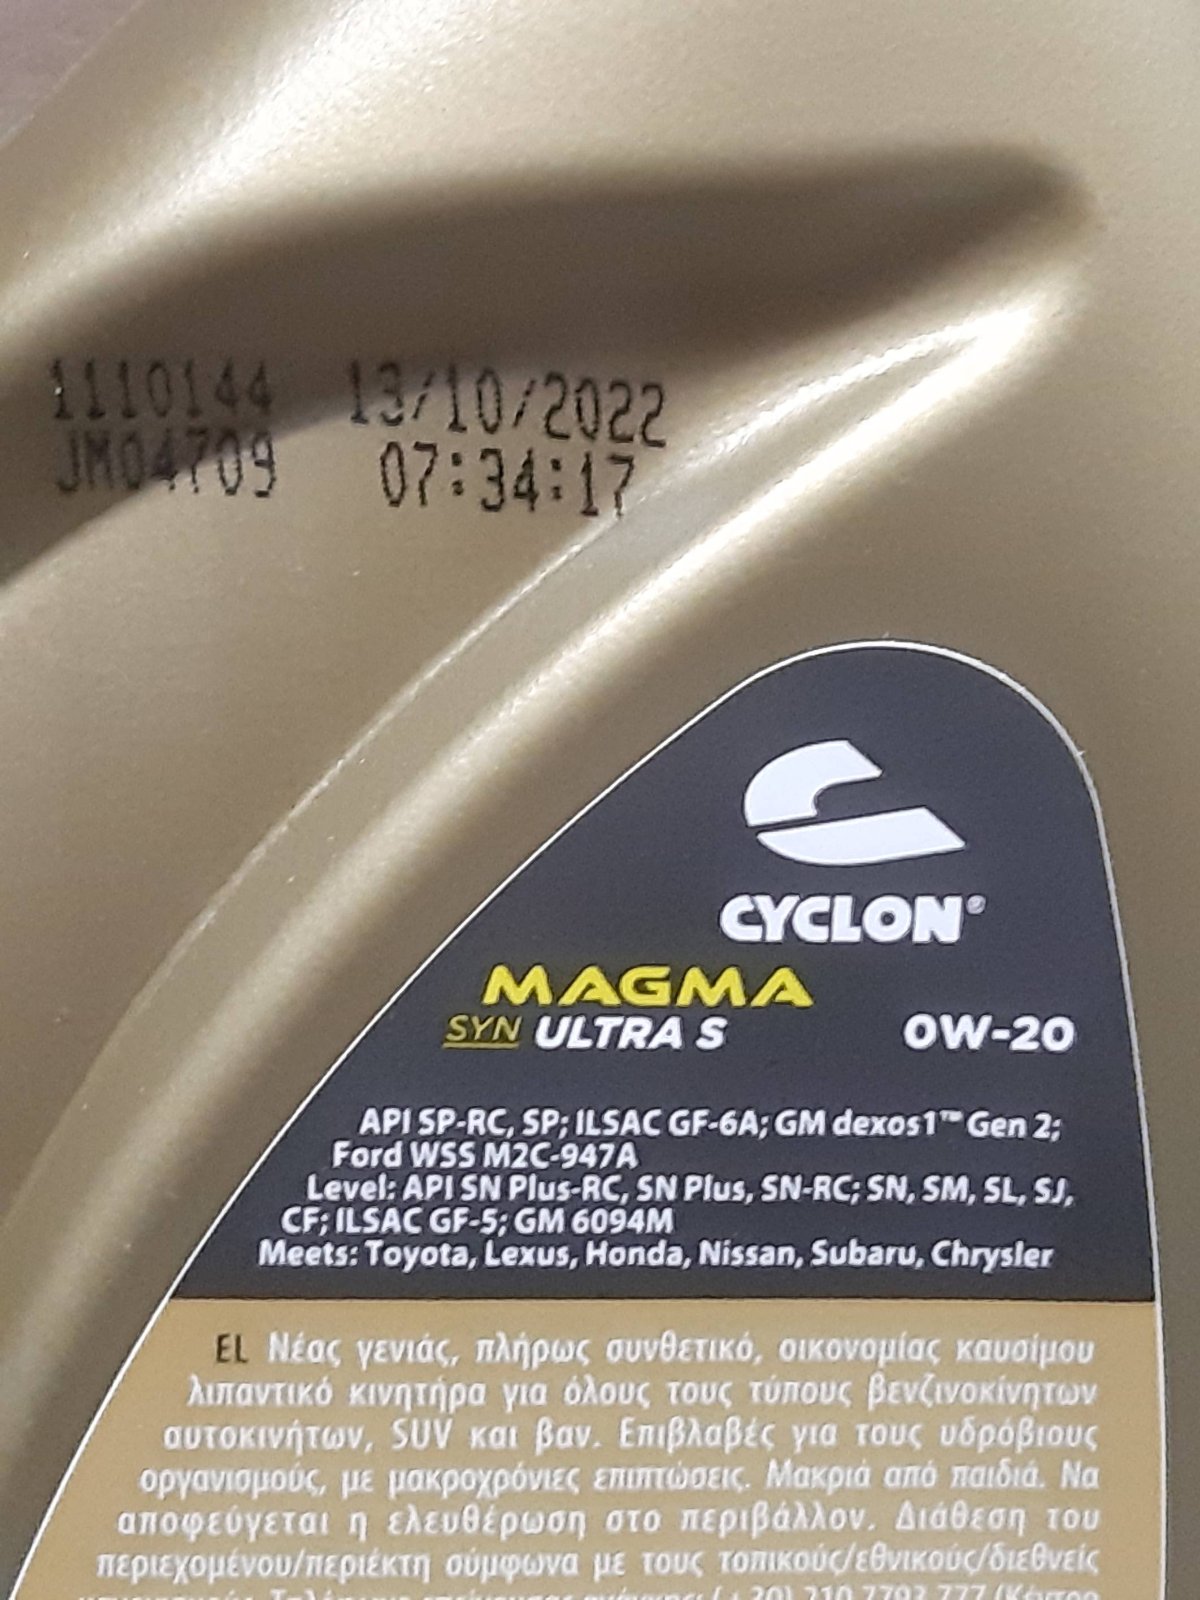 1110144 13/10/2022
JM04709 07:34:17
CYCLON®
MAGMA
SYN ULTRA S 0W-20
API SP-RC, SP; ILSAC GF-6A; GM dexos1™ Gen 2;
Ford WSS M2C-947A
Level: API SN Plus-RC, SN Plus, SN-RC; SN, SM, SL, SJ,
CF; ILSAC GF-5; GM 6094M
Meets: Toyota, Lexus, Honda, Nissan, Subaru, Chrysler
EL Νέας γενιάς, πλήρως συνθετικό, οικονομίας καυσίμου
λιπαντικό κινητήρα για όλους τους τύπους βενζινοκίνητων
αυτοκινήτων, SUV και βαν. Επιβλαβές για τους υδρόβιους
οργανισμούς, με μακροχρόνιες επιπτώσεις. Μακριά από παιδιά. Να
αποφεύγεται η ελευθέρωση στο περιβάλλον. Διάθεση του
περιεχομένου/περιέκτη σύμφωνα με τους τοπικούς/εθνικούς/διεθνείς
(+30) 210 7793 777 (Κέντρο